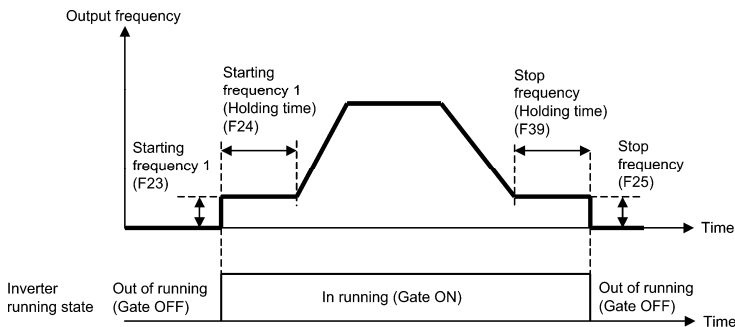 Output frequency
Starting
frequency 1
(Holding time)
(F24)
Stop
frequency
(Holding time)
(F39)
Starting
frequency 1
(F23)
Stop
frequency
(F25)
Time
Inverter
running state
Out of running
(Gate OFF)
In running (Gate ON)
Out of running
(Gate OFF)
Time